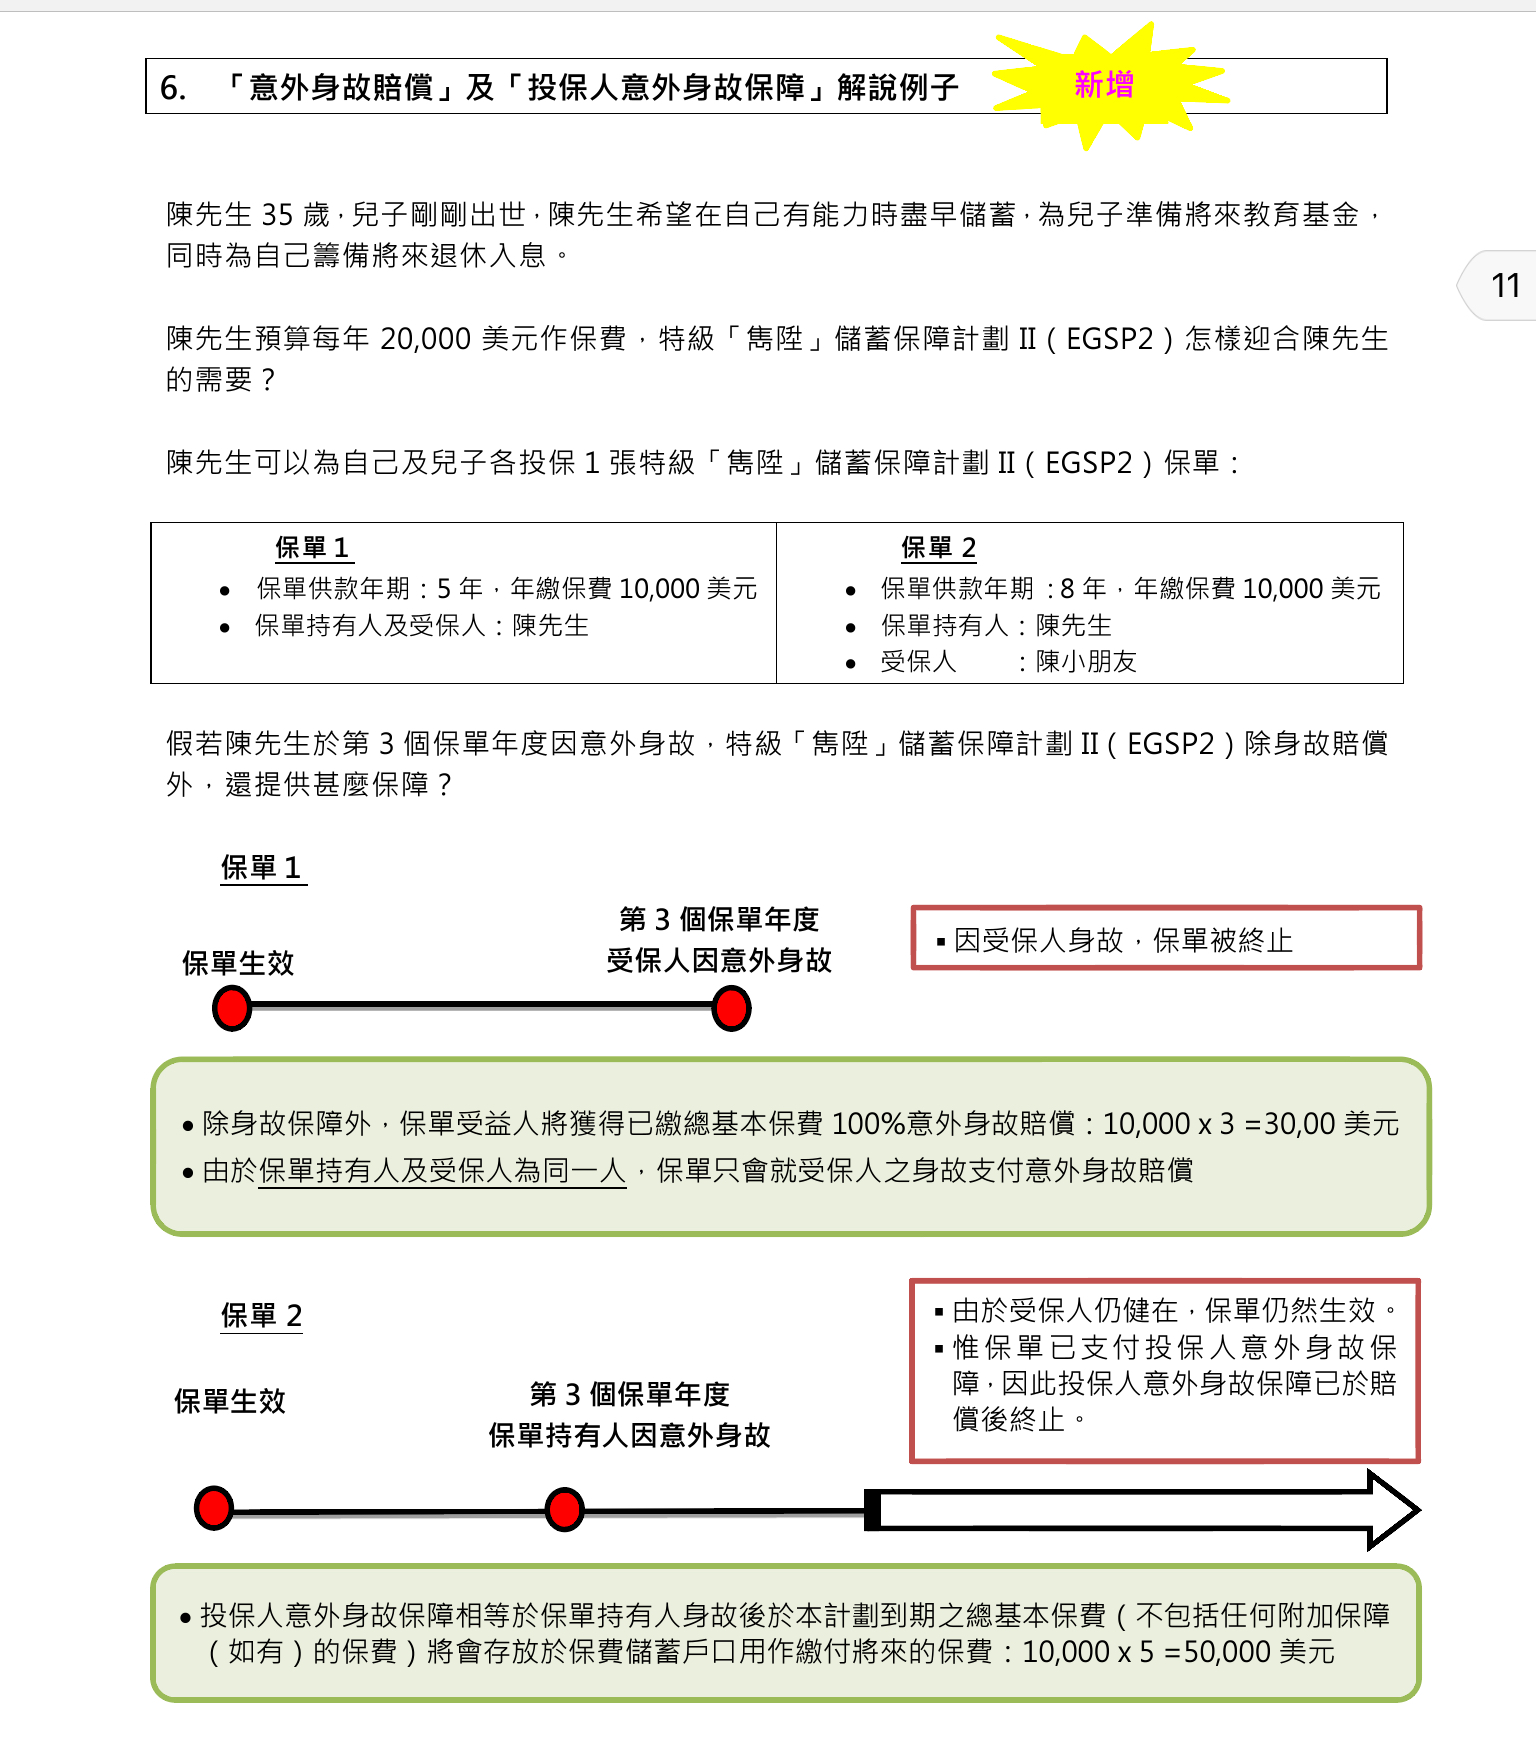 6. 「意外身故賠償」及「投保人意外身故保障」解說例子
新增
陳先生 35 歲，兒子剛剛出世，陳先生希望在自己有能力時盡早儲蓄，為兒子準備將來教育基金，
同時為自己籌備將來退休入息。
11
陳先生預算每年 20,000 美元作保費，特級「雋陞」儲蓄保障計劃 II（EGSP2）怎樣迎合陳先生
的需要？
陳先生可以為自己及兒子各投保 1 張特級「雋陞」儲蓄保障計劃 II（EGSP2）保單：
保單 1
● 保單供款年期：5 年，年繳保費 10,000 美元
● 保單持有人及受保人：陳先生
保單 2
● 保單供款年期：8 年，年繳保費 10,000 美元
● 保單持有人：陳先生
● 受保人　　：陳小朋友
假若陳先生於第 3 個保單年度因意外身故，特級「雋陞」儲蓄保障計劃 II（EGSP2）除身故賠償
外，還提供甚麼保障？
保單 1
保單生效
第 3 個保單年度
受保人因意外身故
▪ 因受保人身故，保單被終止
● 除身故保障外，保單受益人將獲得已繳總基本保費 100%意外身故賠償：10,000 x 3 =30,00 美元
● 由於保單持有人及受保人為同一人，保單只會就受保人之身故支付意外身故賠償
保單 2
保單生效
第 3 個保單年度
保單持有人因意外身故
▪ 由於受保人仍健在，保單仍然生效。
▪ 惟保單已支付投保人意外身故保
障，因此投保人意外身故保障已於賠
償後終止。
● 投保人意外身故保障相等於保單持有人身故後於本計劃到期之總基本保費（不包括任何附加保障
（如有）的保費）將會存放於保費儲蓄戶口用作繳付將來的保費：10,000 x 5 =50,000 美元